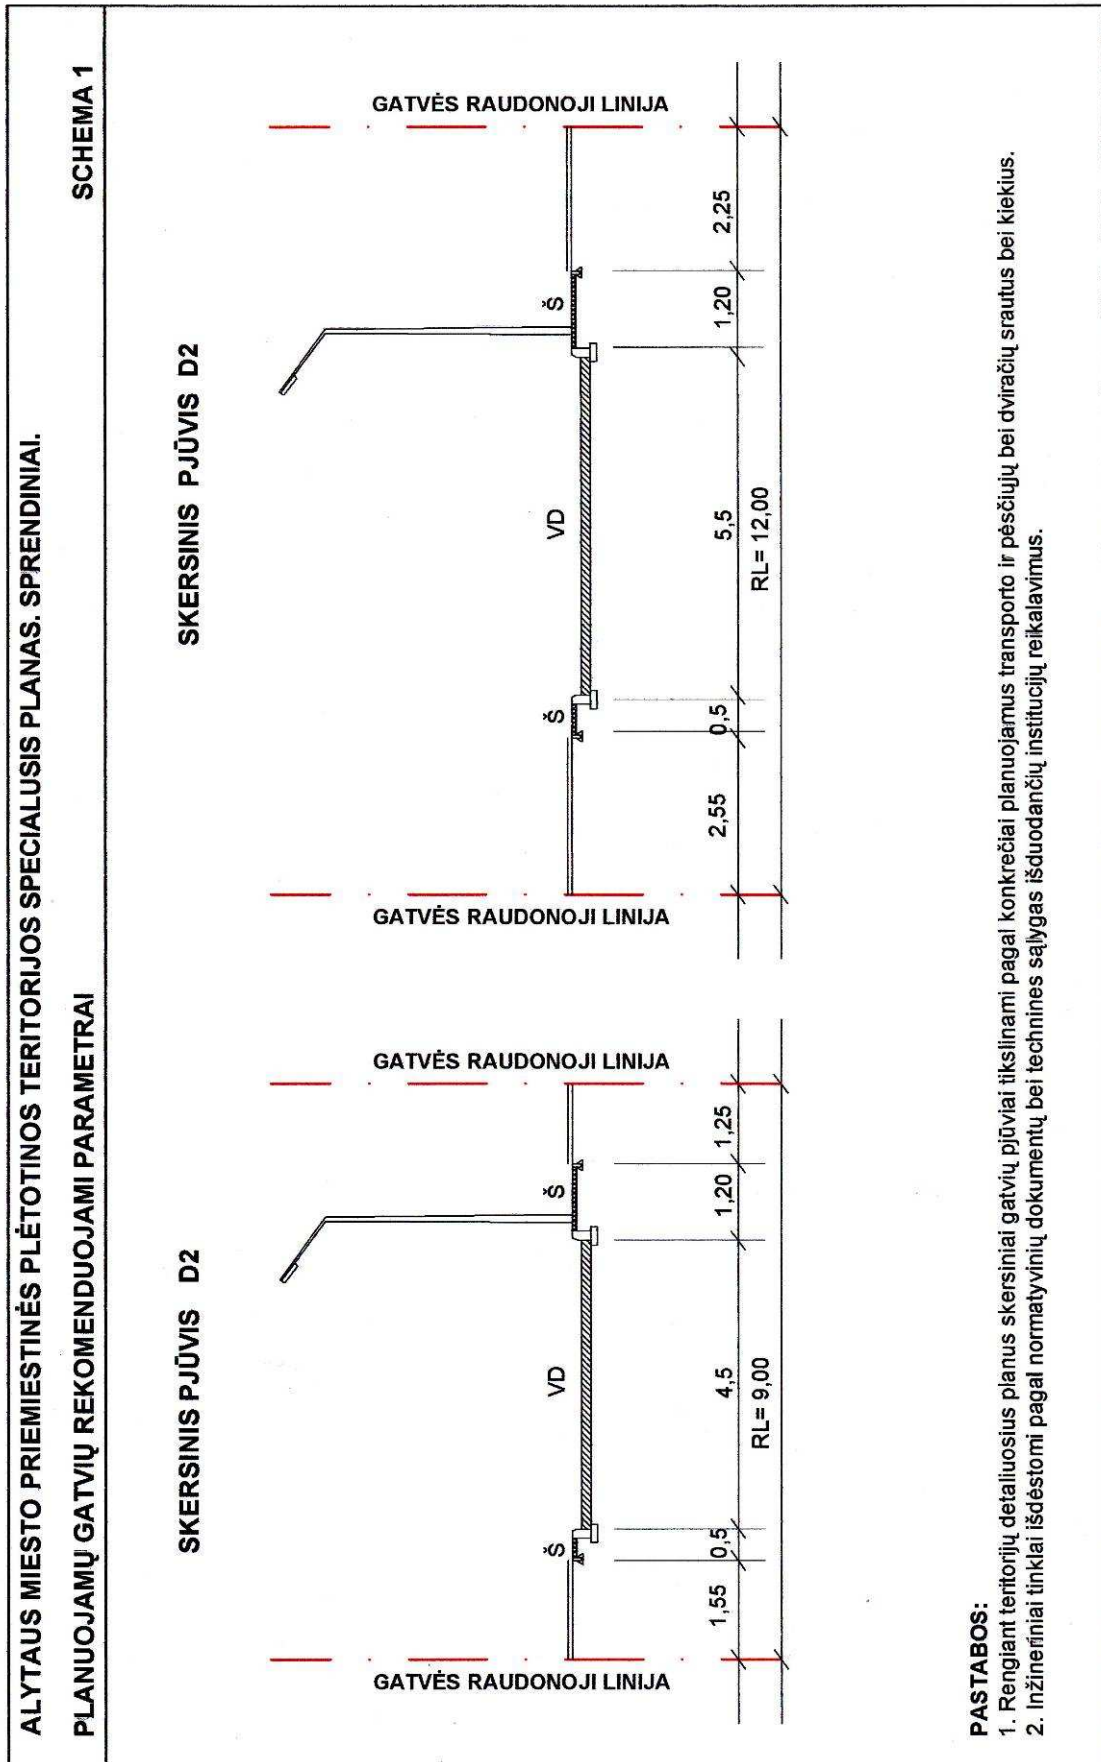 ALYTAUS MIESTO PRIEMIESTINĖS PLĖTOTINOS TERITORIJOS SPECIALUSIS PLANAS. SPRENDINIAI.
PLANUOJAMŲ GATVIŲ REKOMENDUOJAMI PARAMETRAI
SCHEMA 1
SKERSINIS PJŪVIS D2
GATVĖS RAUDONOJI LINIJA
Š
VD
Š
GATVĖS RAUDONOJI LINIJA
1,55
0,5
4,5
1,20
1,25
RL= 9,00
SKERSINIS PJŪVIS D2
GATVĖS RAUDONOJI LINIJA
Š
VD
Š
GATVĖS RAUDONOJI LINIJA
2,55
0,5
5,5
1,20
2,25
RL= 12,00
PASTABOS:
1. Rengiant teritorijų detaliuosius planus skersiniai gatvių pjūviai tikslinami pagal konkrečiai planuojamus transporto ir pėsčiųjų bei dviračių srautus bei kiekius.
2. Inžineriniai tinklai išdėstomi pagal normatyvinių dokumentų bei technines sąlygas išduodančių institucijų reikalavimus.